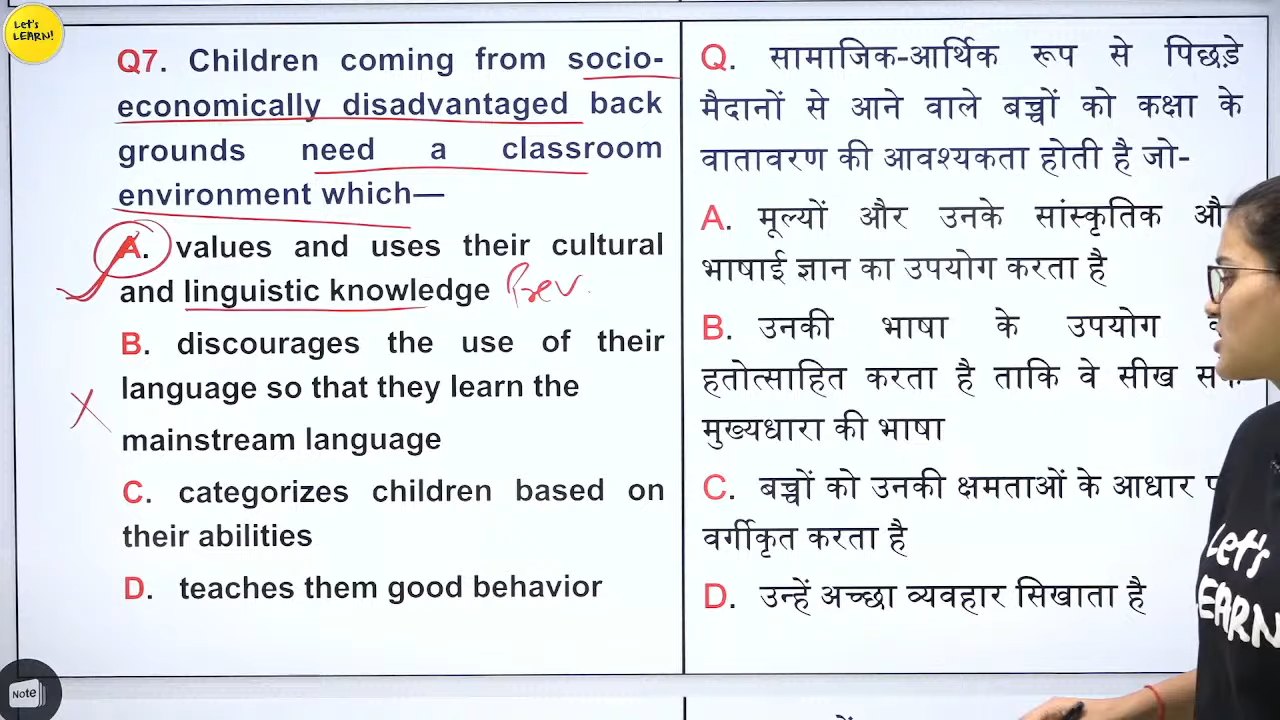 Let's
LEARN!
Q7. Children coming from socio-
economically disadvantaged back
grounds need a classroom
environment which—
A. values and uses their cultural
and linguistic knowledge Prev.
B. discourages the use of their
language so that they learn the
mainstream language
C. categorizes children based on
their abilities
D. teaches them good behavior
Q. सामाजिक-आर्थिक रूप से पिछड़े
मैदानों से आने वाले बच्चों को कक्षा के
वातावरण की आवश्यकता होती है जो-
A. मूल्यों और उनके सांस्कृतिक
भाषाई ज्ञान का उपयोग करता है
B. उनकी भाषा के उपयोग
हतोत्साहित करता है ताकि वे सीख
मुख्यधारा की भाषा
C. बच्चों को उनकी क्षमताओं के आधार
वर्गीकृत करता है
D. उन्हें अच्छा व्यवहार सिखाता है
Let's
LEARN
Note